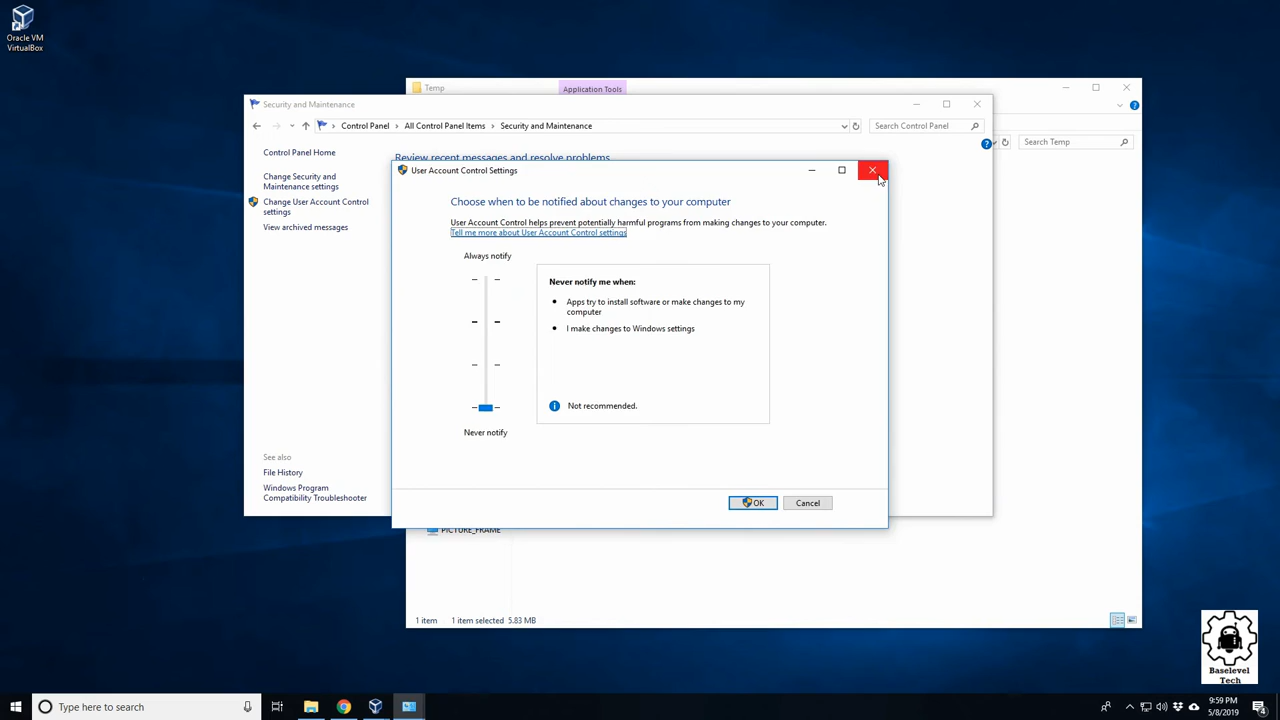 Oracle VM
VirtualBox
Temp
Application Tools
Security and Maintenance
Control Panel
All Control Panel Items
Security and Maintenance
Search Control Panel
Search Temp
Control Panel Home
Review recent messages and resolve problems
Change Security and
Maintenance settings
Change User Account Control
settings
View archived messages
User Account Control Settings
Choose when to be notified about changes to your computer
User Account Control helps prevent potentially harmful programs from making changes to your computer.
Tell me more about User Account Control settings
Always notify
Never notify me when:
Apps try to install software or make changes to my
computer
I make changes to Windows settings
Not recommended.
Never notify
See also
File History
Windows Program
Compatibility Troubleshooter
OK
Cancel
PICTURE_FRAME
1 item
1 item selected 5.83 MB
Baselevel
Tech
Type here to search
9:59 PM
5/8/2019
4